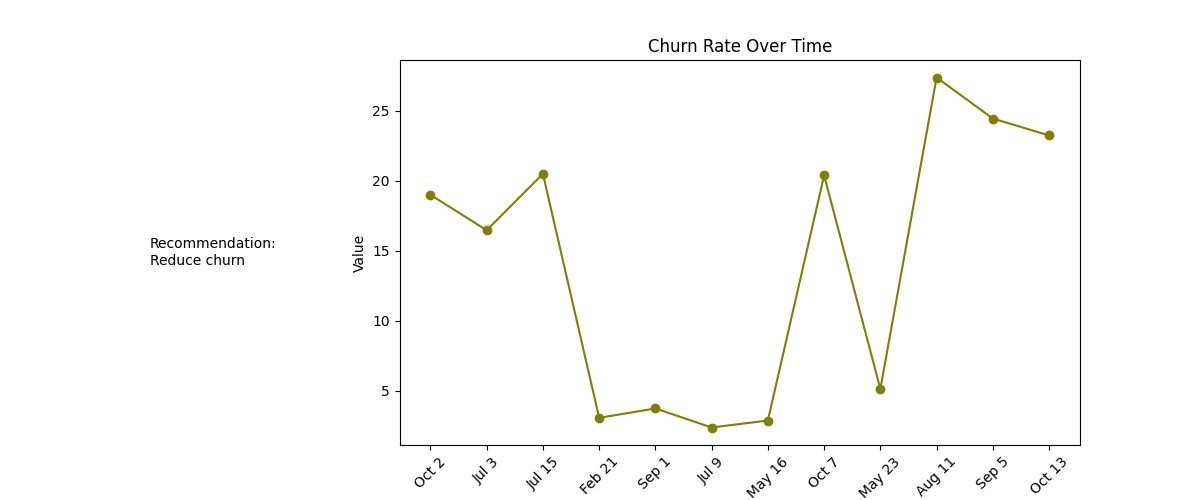 Churn Rate Over Time
Recommendation:
Reduce churn
Value
25
20
15
10
5
Oct 2
Jul 3
Jul 15
Feb 21
Sep 1
Jul 9
May 16
Oct 7
May 23
Aug 11
Sep 5
Oct 13